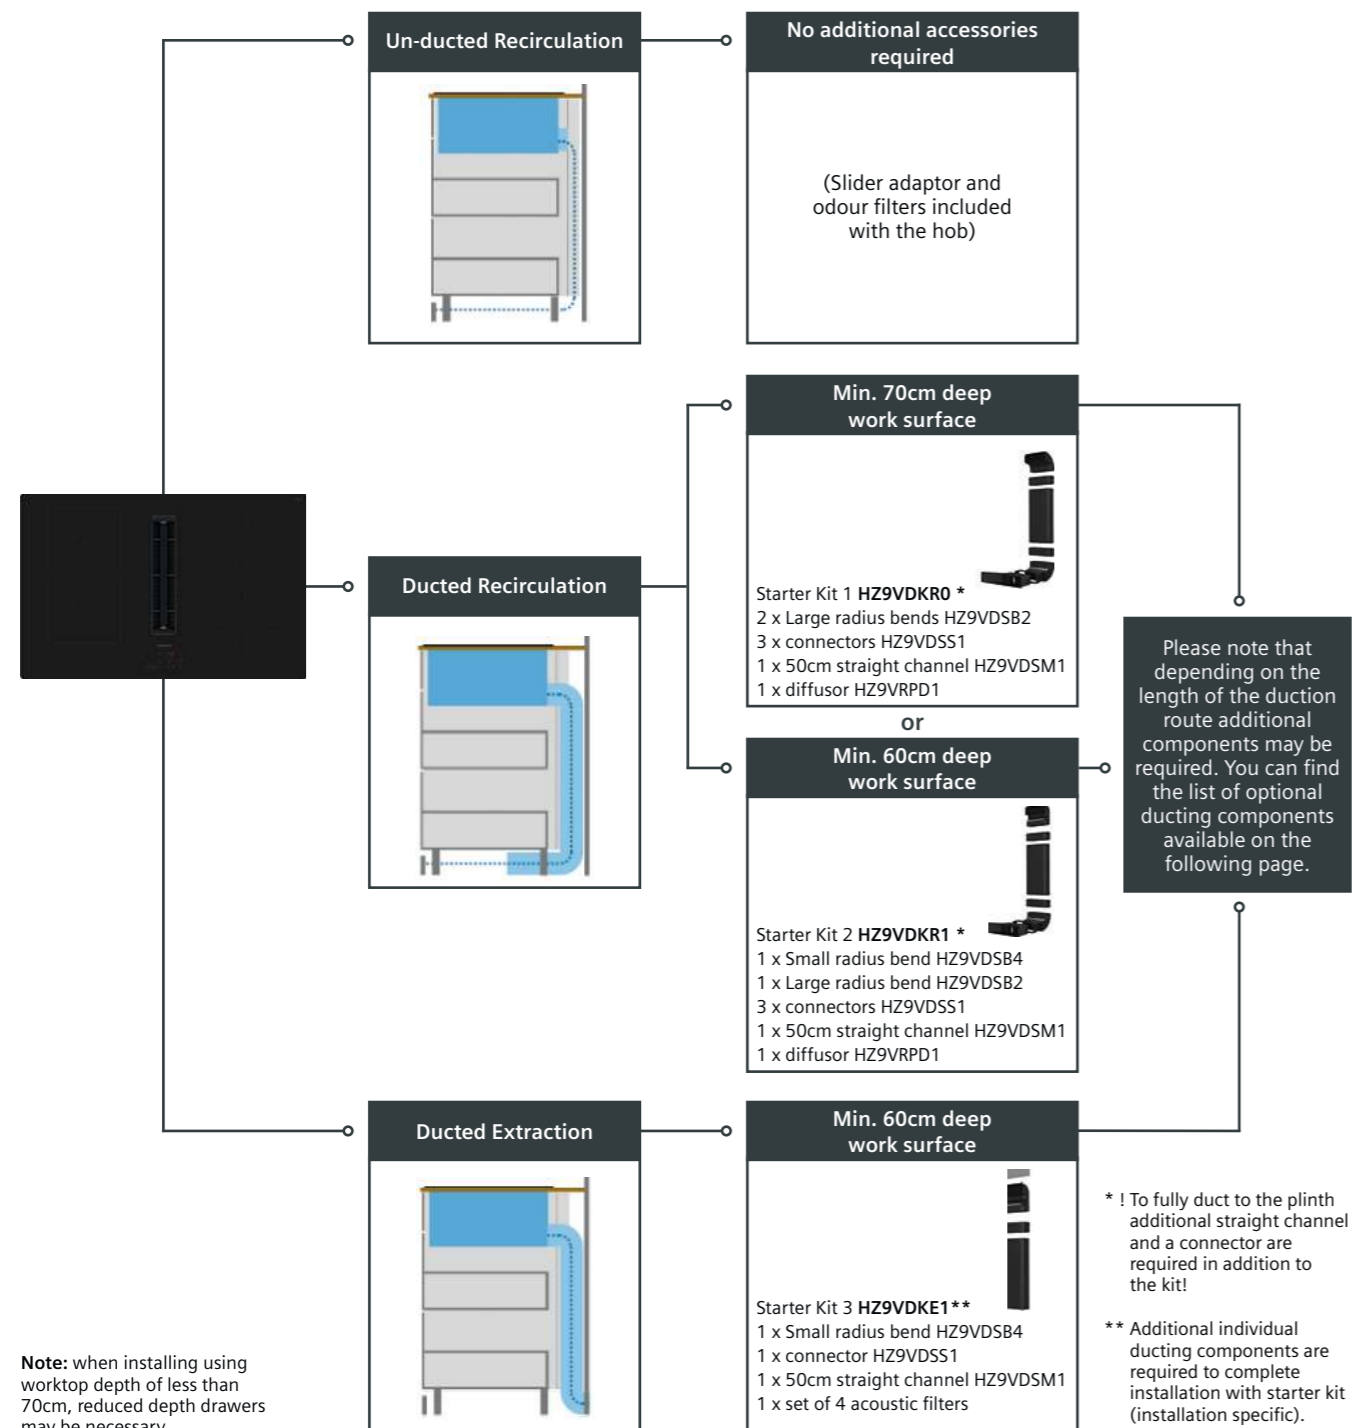 Un-ducted Recirculation
No additional accessories
required
(Slider adaptor and
odour filters included
with the hob)
Ducted Recirculation
Min. 70cm deep
work surface
Starter Kit 1 HZ9VDKR0 *
2 x Large radius bends HZ9VDSB2
3 x connectors HZ9VDSS1
1 x 50cm straight channel HZ9VDSM1
1 x diffusor HZ9VRPD1
or
Min. 60cm deep
work surface
Starter Kit 2 HZ9VDKR1 *
1 x Small radius bend HZ9VDSB4
1 x Large radius bend HZ9VDSB2
3 x connectors HZ9VDSS1
1 x 50cm straight channel HZ9VDSM1
1 x diffusor HZ9VRPD1
Please note that
depending on the
length of the duction
route additional
components may be
required. You can find
the list of optional
ducting components
available on the
following page.
Ducted Extraction
Min. 60cm deep
work surface
Starter Kit 3 HZ9VDKE1**
1 x Small radius bend HZ9VDSB4
1 x connector HZ9VDSS1
1 x 50cm straight channel HZ9VDSM1
1 x set of 4 acoustic filters
* ! To fully duct to the plinth
additional straight channel
and a connector are
required in addition to
the kit!
** Additional individual
ducting components are
required to complete
installation with starter kit
(installation specific).
Note: when installing using
worktop depth of less than
70cm, reduced depth drawers
may be necessary